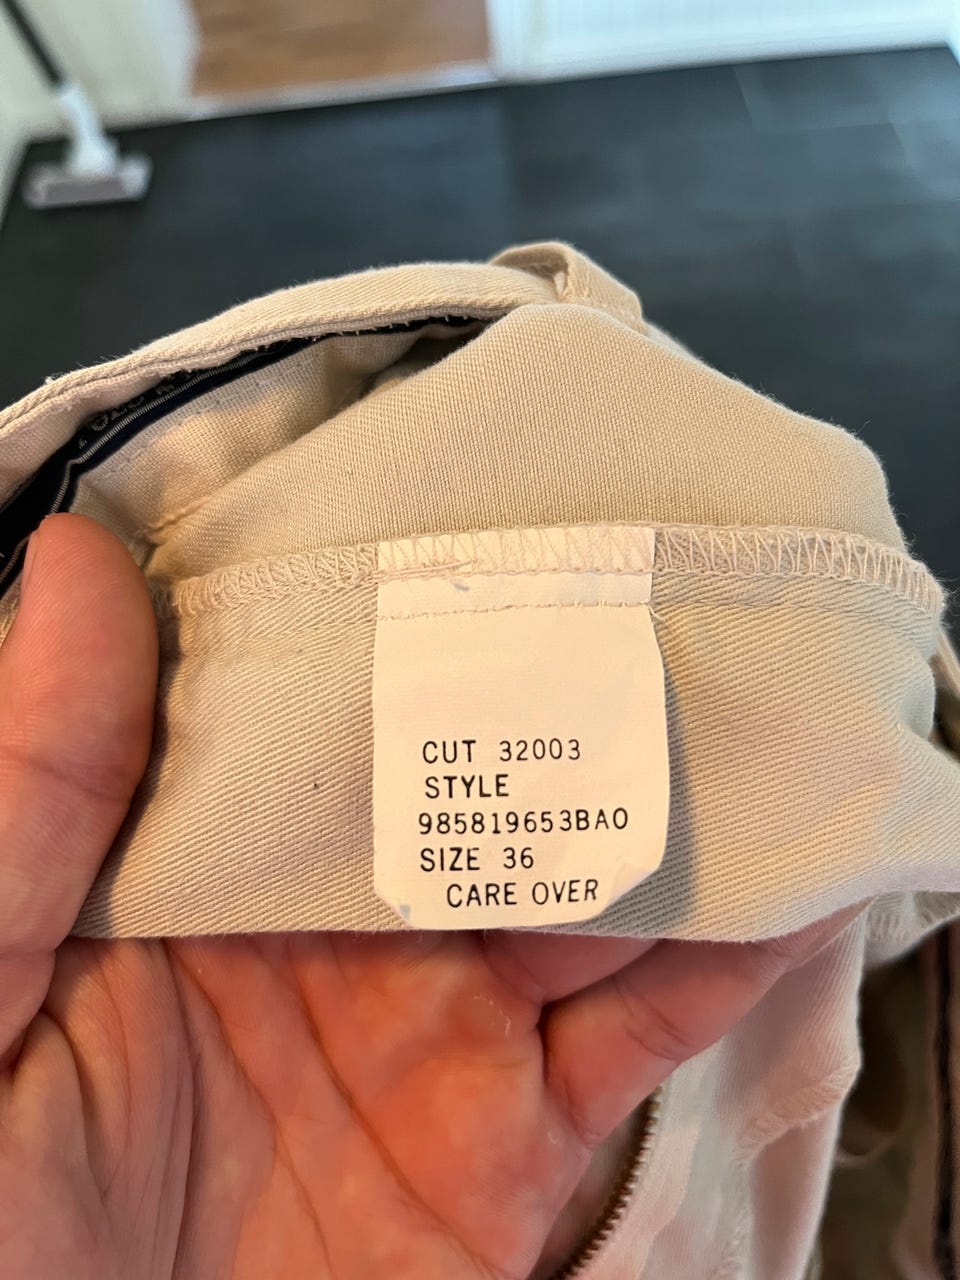 CUT 32003
STYLE
985819653BAO
SIZE 36
CARE OVER